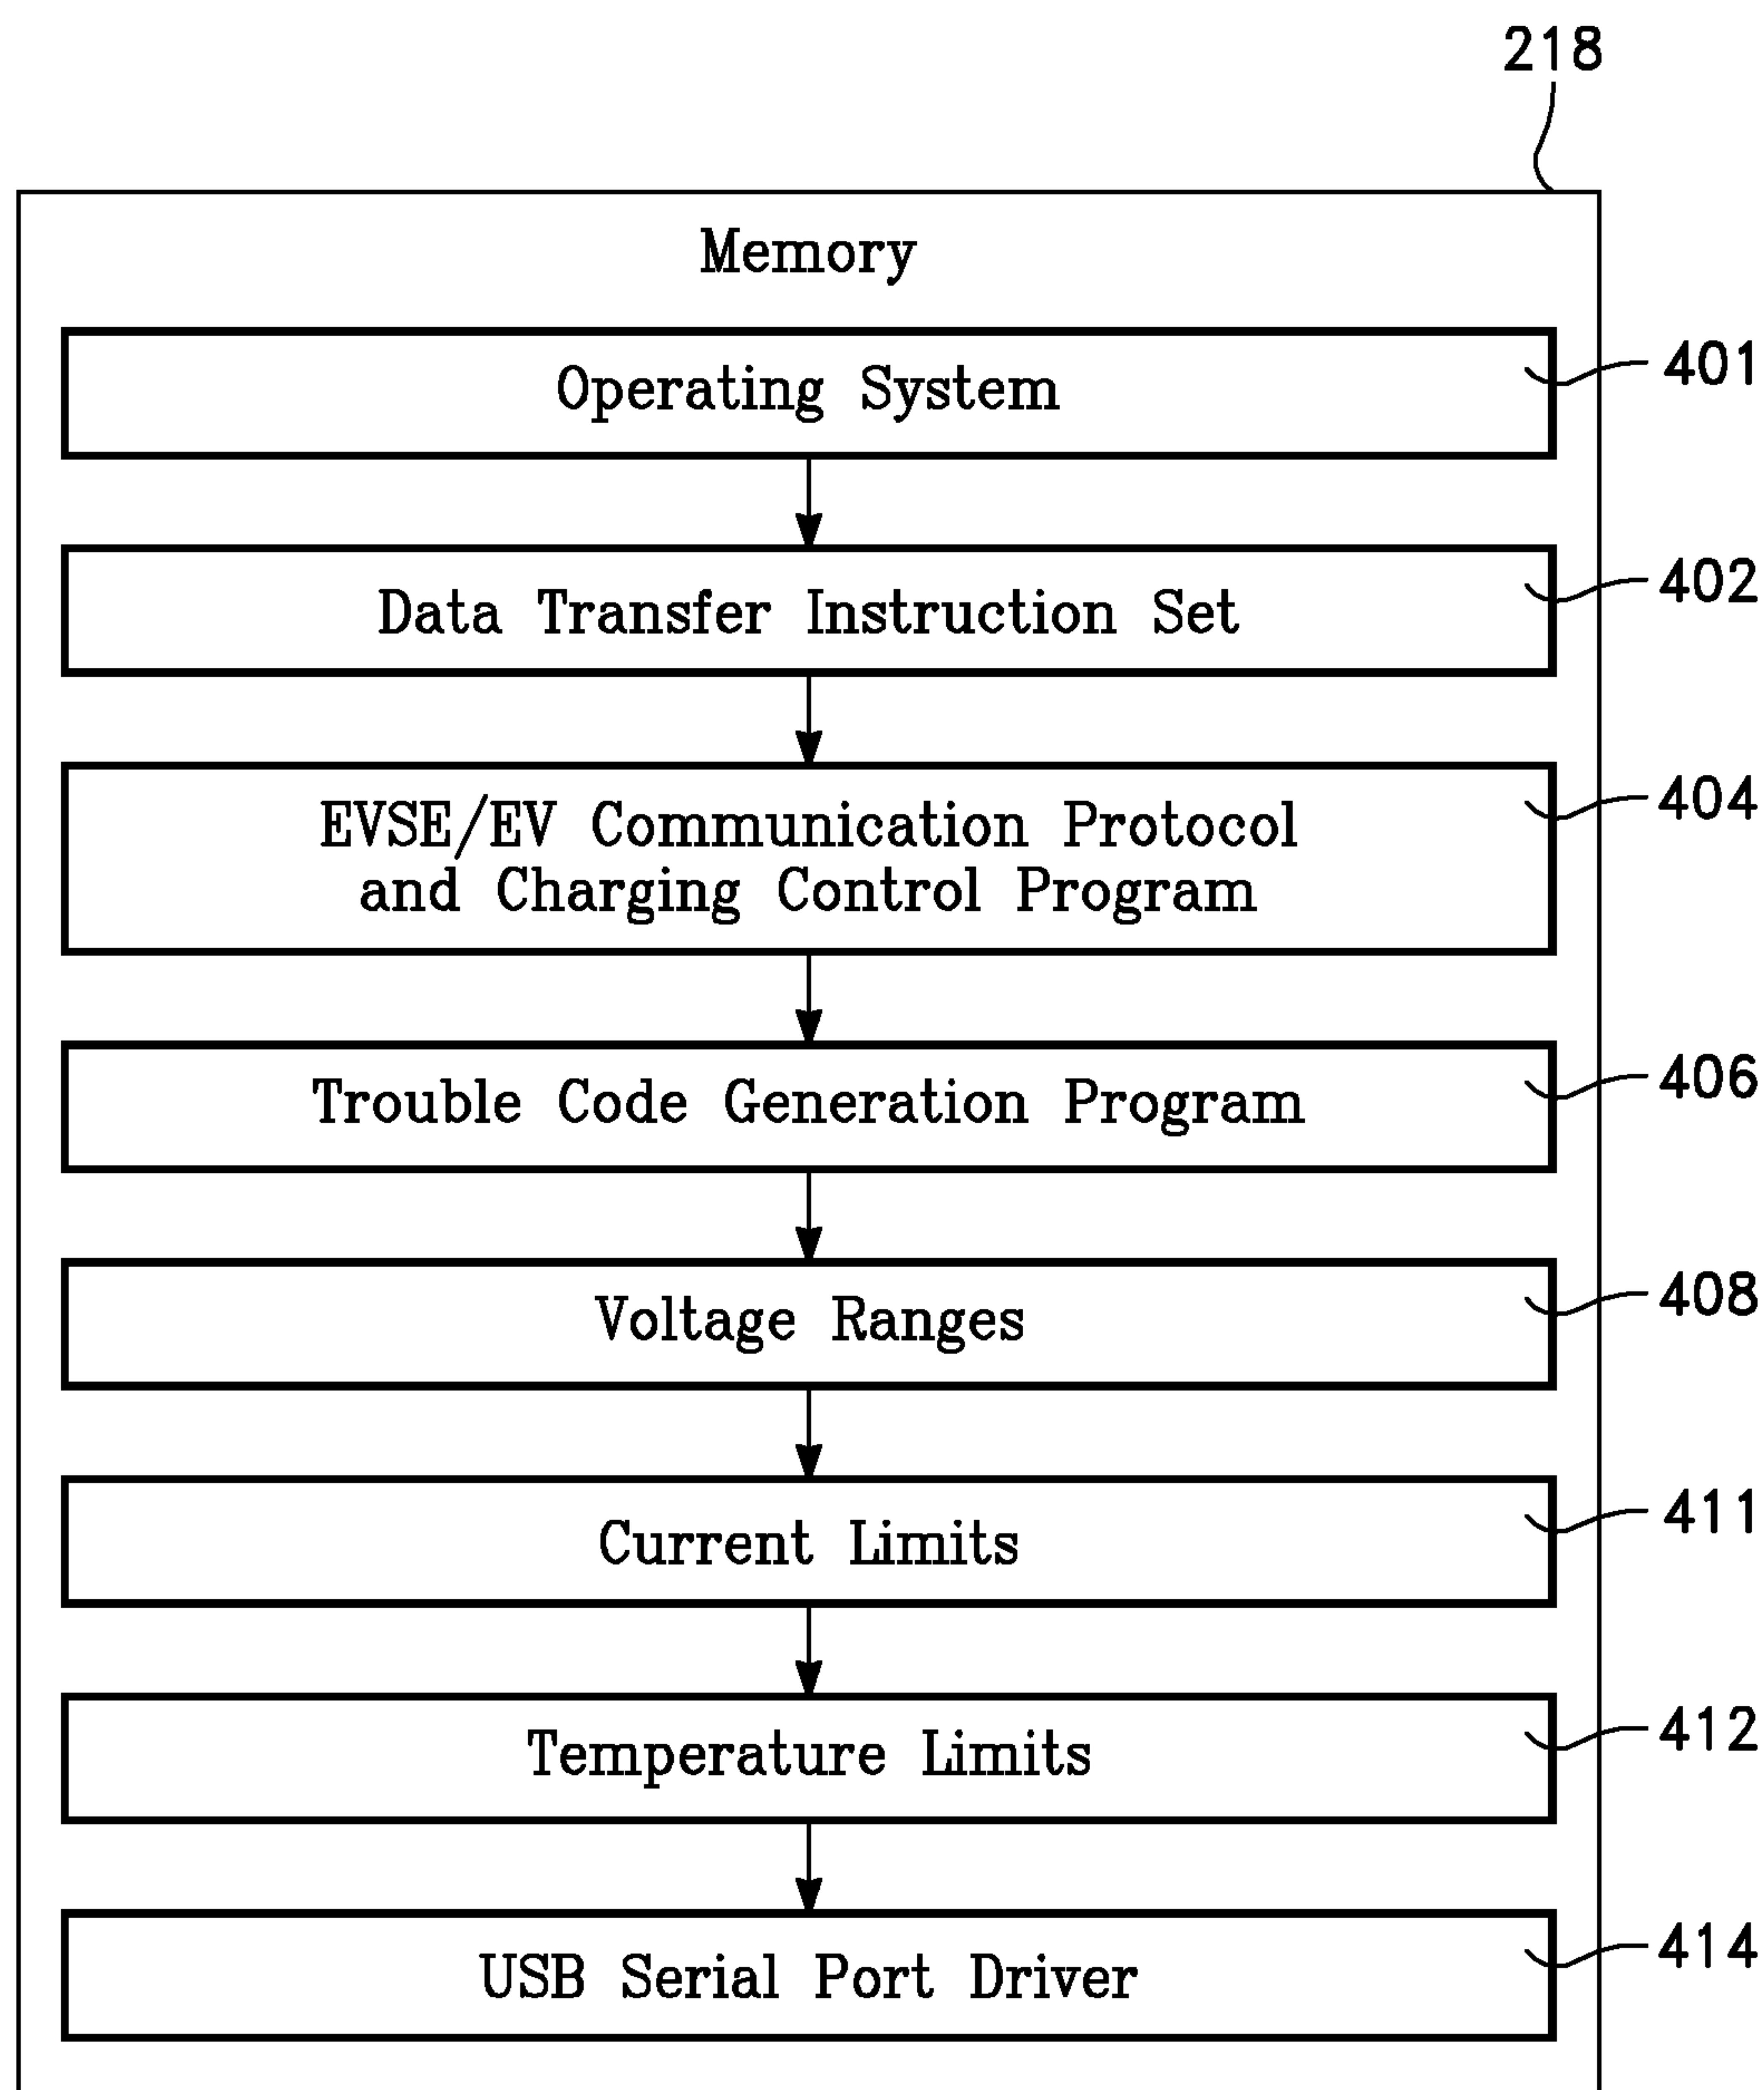 218
Memory
Operating System
401
Data Transfer Instruction Set
402
EVSE/EV Communication Protocol
and Charging Control Program
404
Trouble Code Generation Program
406
Voltage Ranges
408
Current Limits
411
Temperature Limits
412
USB Serial Port Driver
414